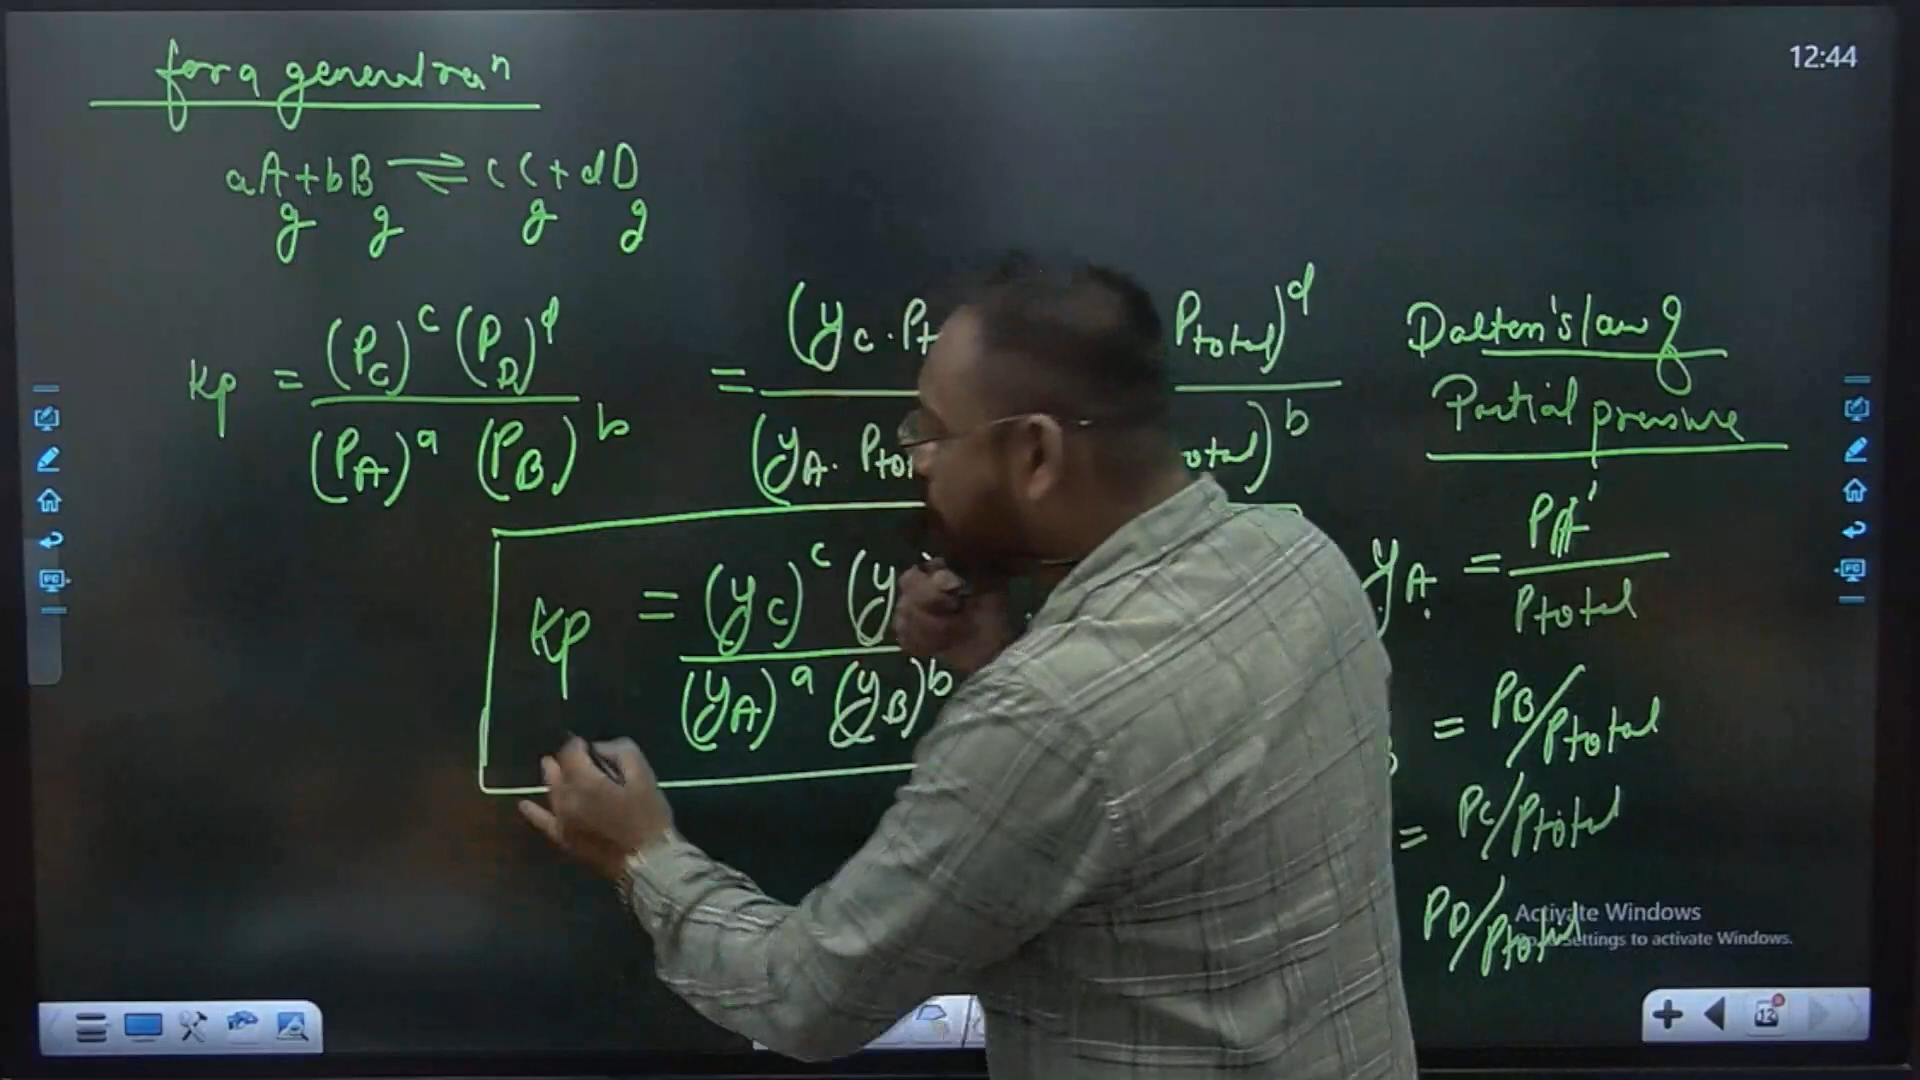 12:44
for a general rxn
aA + bB ⇌ cC + dD
g g g g
Kp = (PC)^c (PD)^d / (PA)^a (PB)^b
= (yC . Pto Ptotal)^d / (yA . Ptot otal)^b
Kp = (yC)^c (y / (yA)^a (yB)^b
Dalton's law of
Partial pressure
yA = PA / Ptotal
= PB/Ptotal
= PC/Ptotal
PD/Ptotal
Activate Windows
Settings to activate Windows.
12